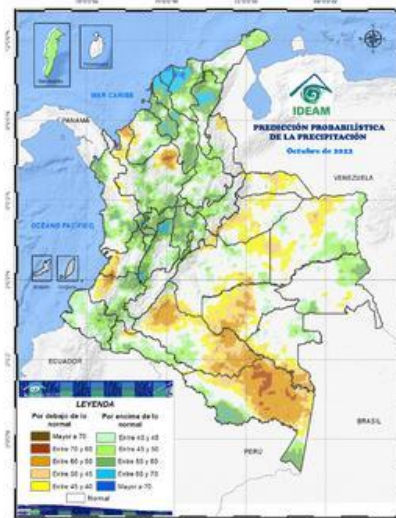 MAR CARIBE
PANAMÁ
IDEAM
PREDICCIÓN PROBABILÍSTICA
DE LA PRECIPITACIÓN
Octubre de 2022
VENEZUELA
OCÉANO PACÍFICO
ECUADOR
BRASIL
PERÚ
LEYENDA
Por debajo de lo
normal
Por encima de lo
normal
Mayor a 70
Entre 70 y 60
Entre 60 y 50
Entre 50 y 45
Entre 45 y 40
Entre 40 y 45
Entre 45 y 50
Entre 50 y 60
Entre 60 y 70
Mayor a 70
Normal